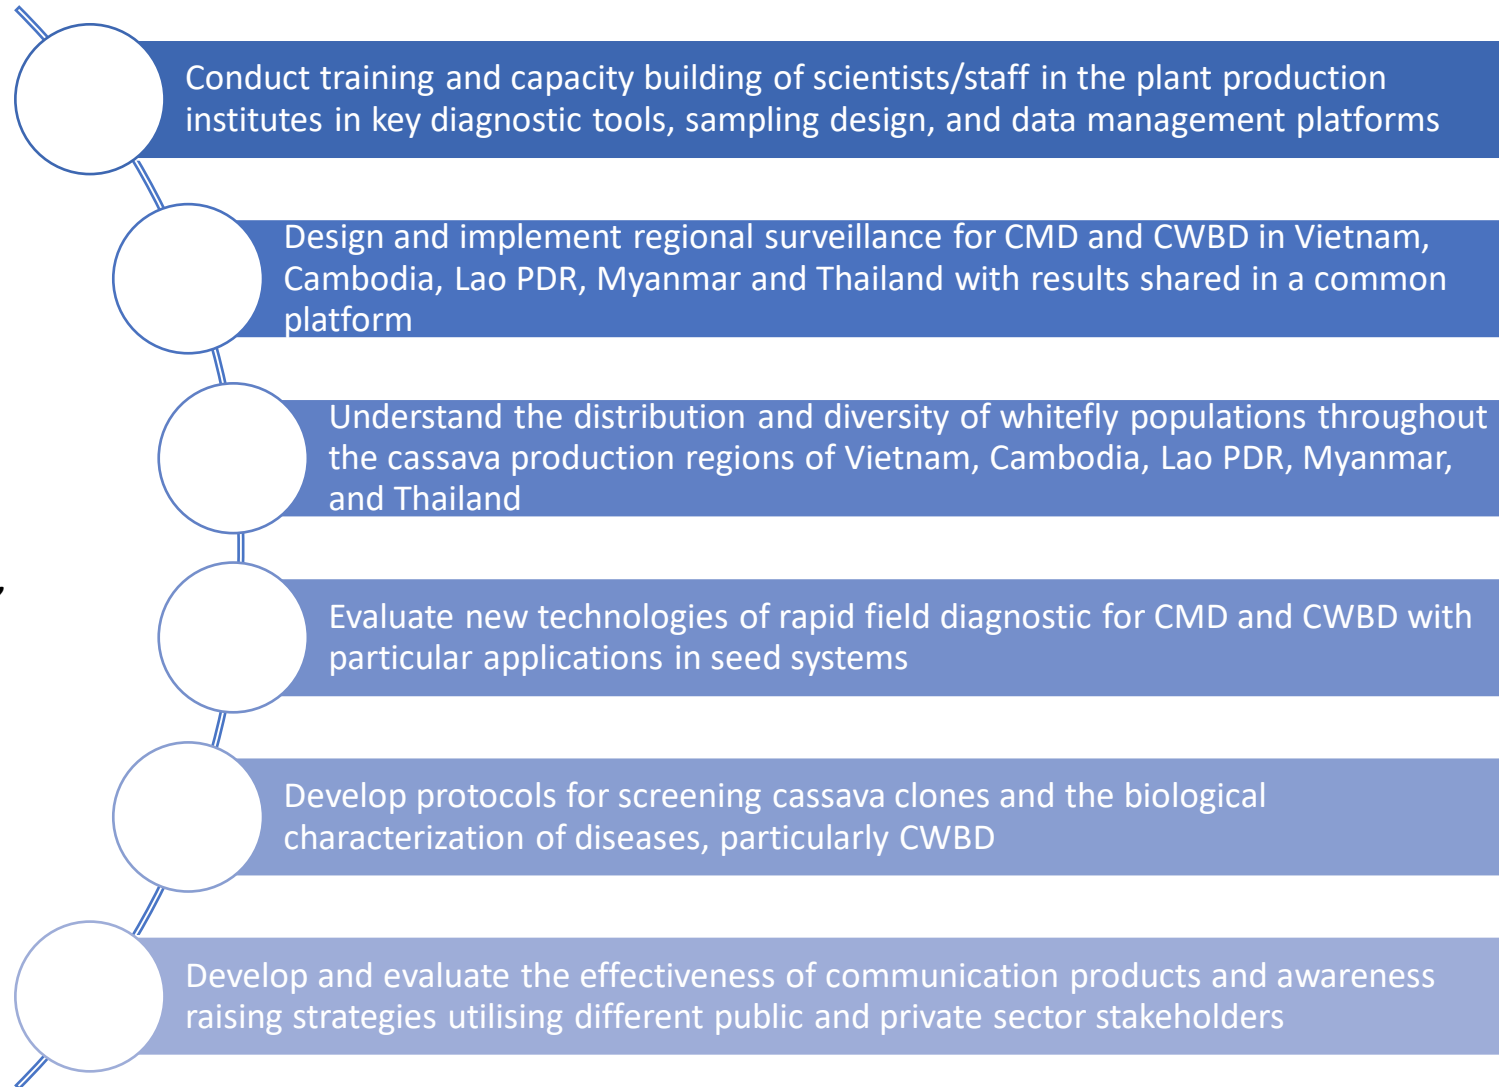 Conduct training and capacity building of scientists/staff in the plant production
institutes in key diagnostic tools, sampling design, and data management platforms
Design and implement regional surveillance for CMD and CWBD in Vietnam,
Cambodia, Lao PDR, Myanmar and Thailand with results shared in a common
platform
Understand the distribution and diversity of whitefly populations throughout
the cassava production regions of Vietnam, Cambodia, Lao PDR, Myanmar,
and Thailand
Evaluate new technologies of rapid field diagnostic for CMD and CWBD with
particular applications in seed systems
Develop protocols for screening cassava clones and the biological
characterization of diseases, particularly CWBD
Develop and evaluate the effectiveness of communication products and awareness
raising strategies utilising different public and private sector stakeholders